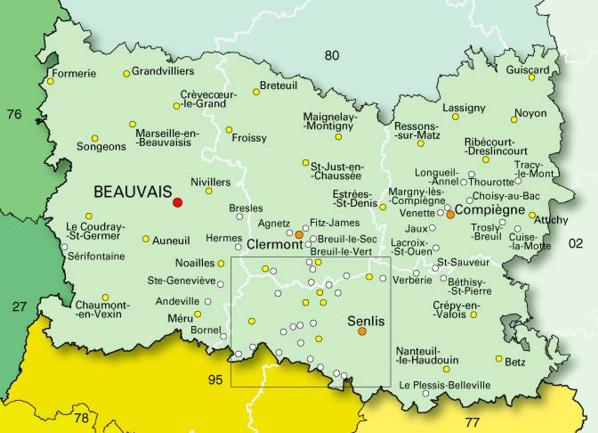 80
Formerie
Grandvilliers
Guiscard
Crèvecœur-
-le-Grand
Breteuil
Lassigny
Noyon
76
Maignelay-
-Montigny
Ressons-
-sur-Matz
Marseille-en-
-Beauvaisis
Froissy
Songeons
Ribécourt-
-Dreslincourt
St-Just-en-
-Chaussée
Longueil-
-Annel
Thourotte
Tracy-
-le-Mont
BEAUVAIS
Nivillers
Estrées-
-St-Denis
Margny-lès-
-Compiègne
Choisy-au-Bac
Bresles
Venette
Compiègne
Attichy
Le Coudray-
-St-Germer
Agnetz
Fitz-James
Jaux
Trosly-
-Breuil
Cuise-
-la-Motte
02
Auneuil
Hermes
Clermont
Breuil-le-Sec
Breuil-le-Vert
Lacroix-
-St-Ouen
Sérifontaine
Noailles
St-Sauveur
Verberie
Béthisy-
-St-Pierre
Ste-Geneviève
27
Chaumont-
-en-Vexin
Andeville
Méru
Bornel
Senlis
Crépy-en-
-Valois
Nanteuil-
-le-Haudouin
Betz
95
Le Plessis-Belleville
78
77